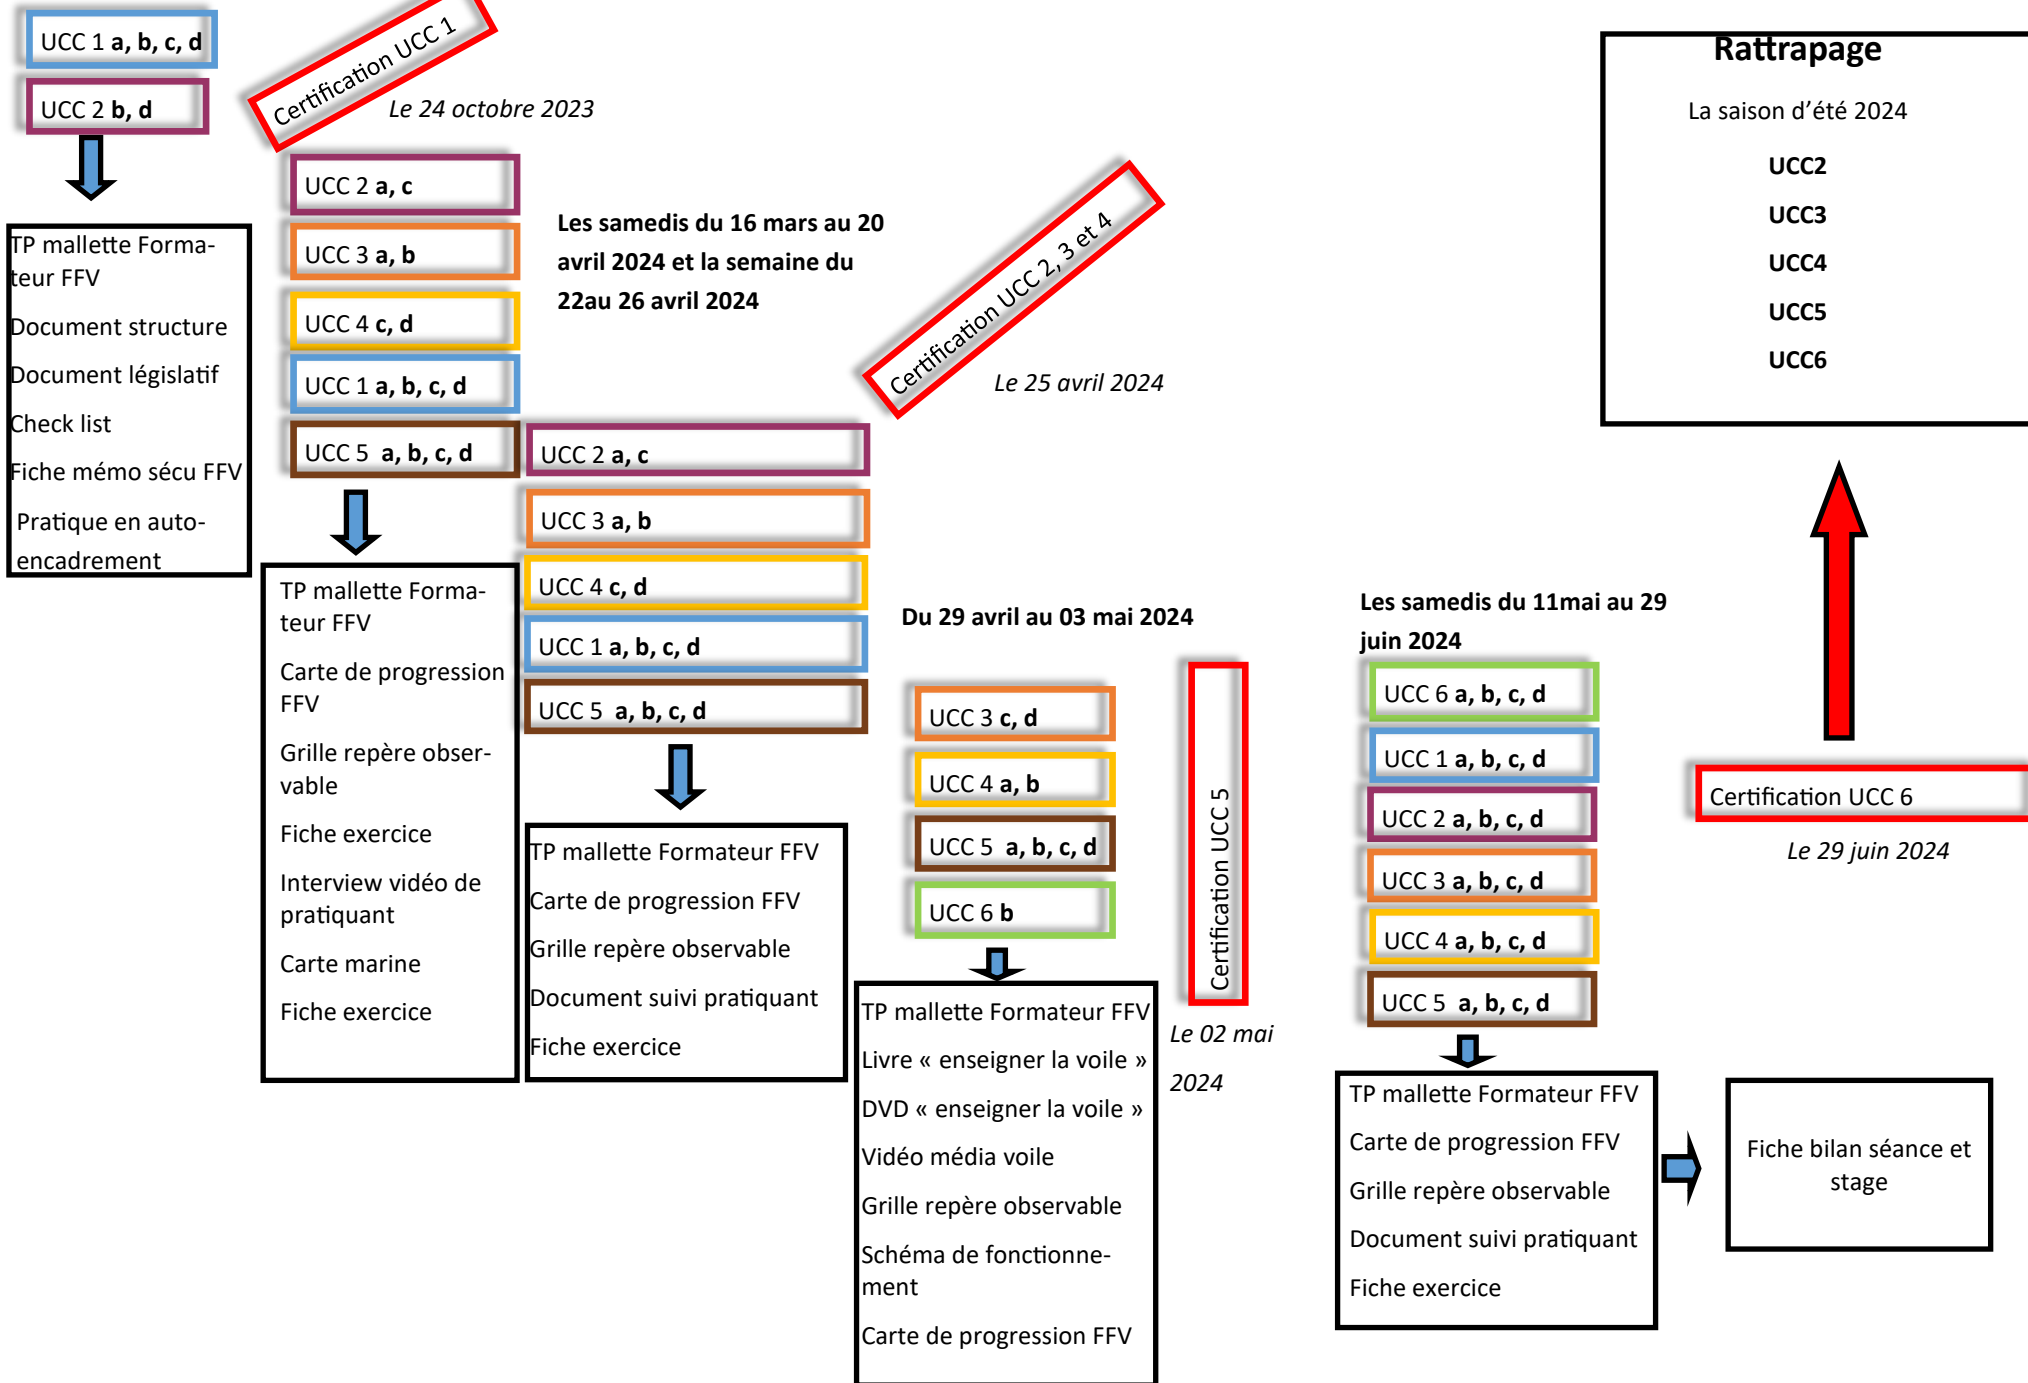 UCC 1 a, b, c, d
UCC 2 b, d
TP mallette Forma-
teur FFV
Document structure
Document législatif
Check list
Fiche mémo sécu FFV
Pratique en auto-
encadrement
Certification UCC 1
Le 24 octobre 2023
UCC 2 a, c
UCC 3 a, b
UCC 4 c, d
UCC 1 a, b, c, d
UCC 5 a, b, c, d
TP mallette Forma-
teur FFV
Carte de progression
FFV
Grille repère obser-
vable
Fiche exercice
Interview vidéo de
pratiquant
Carte marine
Fiche exercice
Les samedis du 16 mars au 20
avril 2024 et la semaine du
22au 26 avril 2024
UCC 2 a, c
UCC 3 a, b
UCC 4 c, d
UCC 1 a, b, c, d
UCC 5 a, b, c, d
TP mallette Formateur FFV
Carte de progression FFV
Grille repère observable
Document suivi pratiquant
Fiche exercice
Certification UCC 2, 3 et 4
Le 25 avril 2024
Du 29 avril au 03 mai 2024
UCC 3 c, d
UCC 4 a, b
UCC 5 a, b, c, d
UCC 6 b
TP mallette Formateur FFV
Livre « enseigner la voile »
DVD « enseigner la voile »
Vidéo média voile
Grille repère observable
Schéma de fonctionne-
ment
Carte de progression FFV
Certification UCC 5
Le 02 mai
2024
Les samedis du 11mai au 29
juin 2024
UCC 6 a, b, c, d
UCC 1 a, b, c, d
UCC 2 a, b, c, d
UCC 3 a, b, c, d
UCC 4 a, b, c, d
UCC 5 a, b, c, d
TP mallette Formateur FFV
Carte de progression FFV
Grille repère observable
Document suivi pratiquant
Fiche exercice
Fiche bilan séance et
stage
Certification UCC 6
Le 29 juin 2024
Rattrapage
La saison d’été 2024
UCC2
UCC3
UCC4
UCC5
UCC6